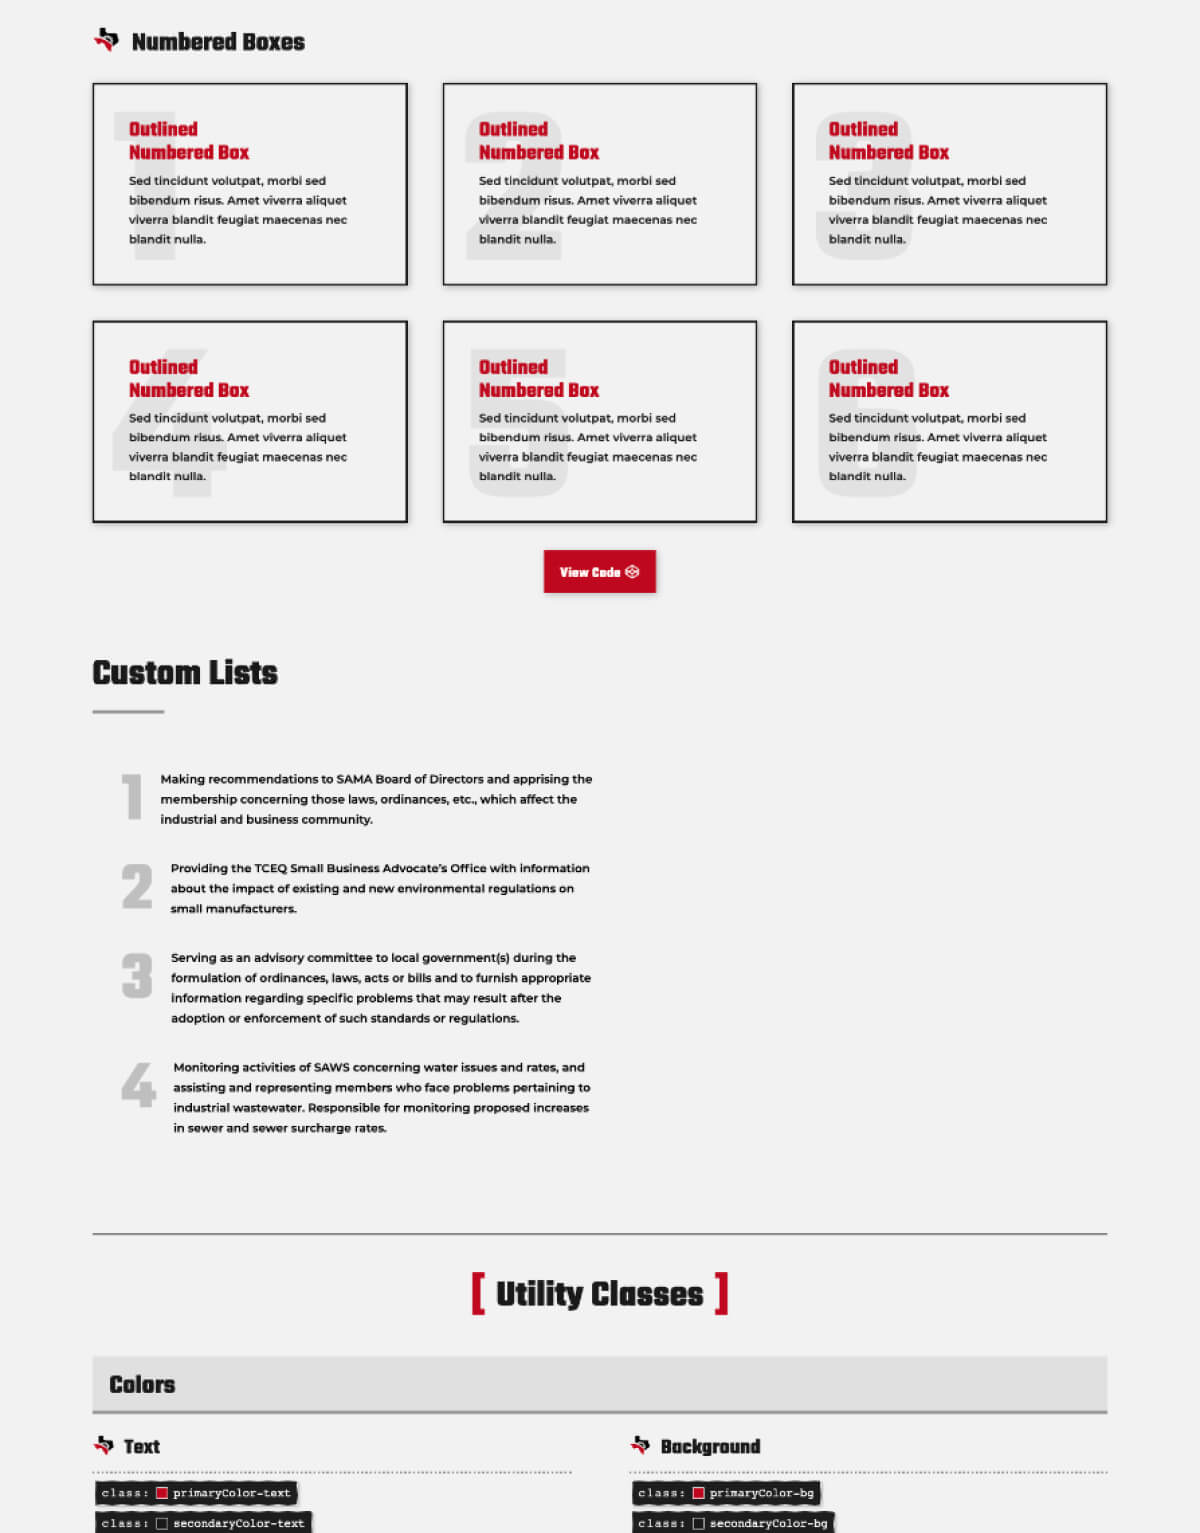 Numbered Boxes
1
Outlined
Numbered Box
Sed tincidunt volutpat, morbi sed
bibendum risus. Amet viverra aliquet
viverra blandit feugiat maecenas nec
blandit nulla.
2
Outlined
Numbered Box
Sed tincidunt volutpat, morbi sed
bibendum risus. Amet viverra aliquet
viverra blandit feugiat maecenas nec
blandit nulla.
3
Outlined
Numbered Box
Sed tincidunt volutpat, morbi sed
bibendum risus. Amet viverra aliquet
viverra blandit feugiat maecenas nec
blandit nulla.
4
Outlined
Numbered Box
Sed tincidunt volutpat, morbi sed
bibendum risus. Amet viverra aliquet
viverra blandit feugiat maecenas nec
blandit nulla.
5
Outlined
Numbered Box
Sed tincidunt volutpat, morbi sed
bibendum risus. Amet viverra aliquet
viverra blandit feugiat maecenas nec
blandit nulla.
6
Outlined
Numbered Box
Sed tincidunt volutpat, morbi sed
bibendum risus. Amet viverra aliquet
viverra blandit feugiat maecenas nec
blandit nulla.
View Code
Custom Lists
1 Making recommendations to SAMA Board of Directors and apprising the
membership concerning those laws, ordinances, etc., which affect the
industrial and business community.
2 Providing the TCEQ Small Business Advocate's Office with information
about the impact of existing and new environmental regulations on
small manufacturers.
3 Serving as an advisory committee to local government(s) during the
formulation of ordinances, laws, acts or bills and to furnish appropriate
information regarding specific problems that may result after the
adoption or enforcement of such standards or regulations.
4 Monitoring activities of SAWS concerning water issues and rates, and
assisting and representing members who face problems pertaining to
industrial wastewater. Responsible for monitoring proposed increases
in sewer and sewer surcharge rates.
[ Utility Classes ]
Colors
Text
class: primaryColor-text
class: secondaryColor-text
Background
class: primaryColor-bg
class: secondaryColor-bg